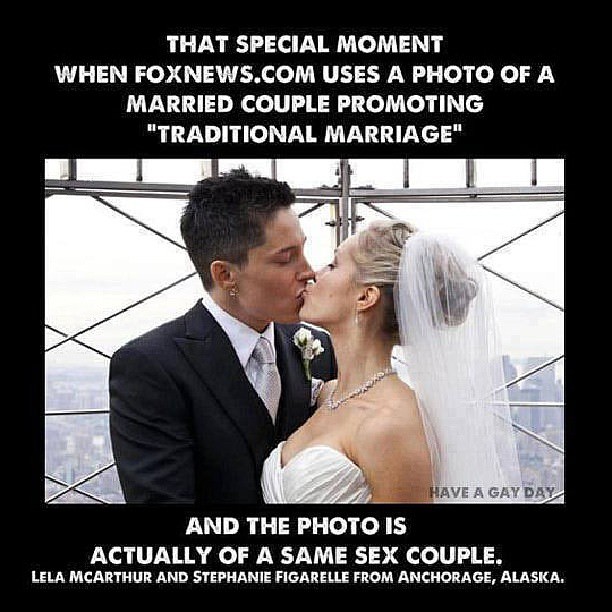 THAT SPECIAL MOMENT
WHEN FOXNEWS.COM USES A PHOTO OF A
MARRIED COUPLE PROMOTING
"TRADITIONAL MARRIAGE"
HAVE A GAY DAY
AND THE PHOTO IS
ACTUALLY OF A SAME SEX COUPLE.
LELA MCARTHUR AND STEPHANIE FIGARELLE FROM ANCHORAGE, ALASKA.